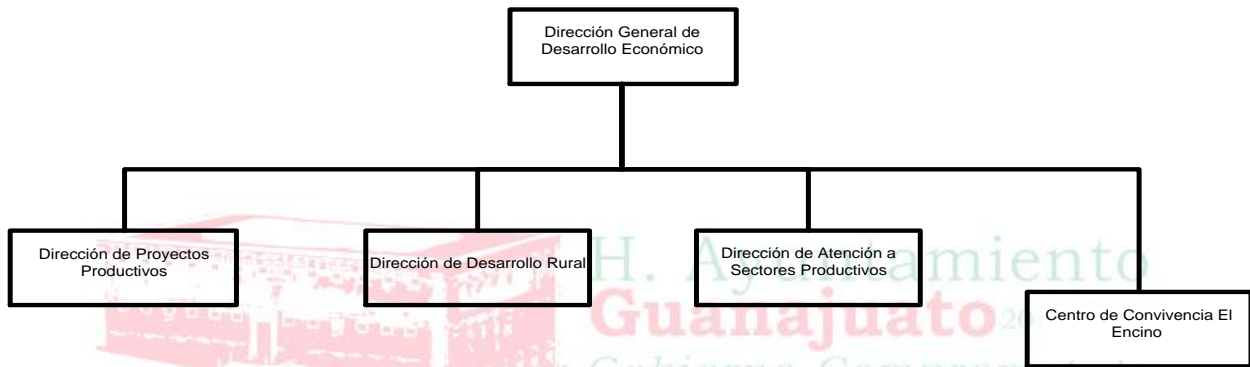 Dirección General de
Desarrollo Económico
Dirección de Proyectos
Productivos
Dirección de Desarrollo Rural
Dirección de Atención a
Sectores Productivos
Centro de Convivencia El
Encino
H. Ayuntamiento
Guanajuato